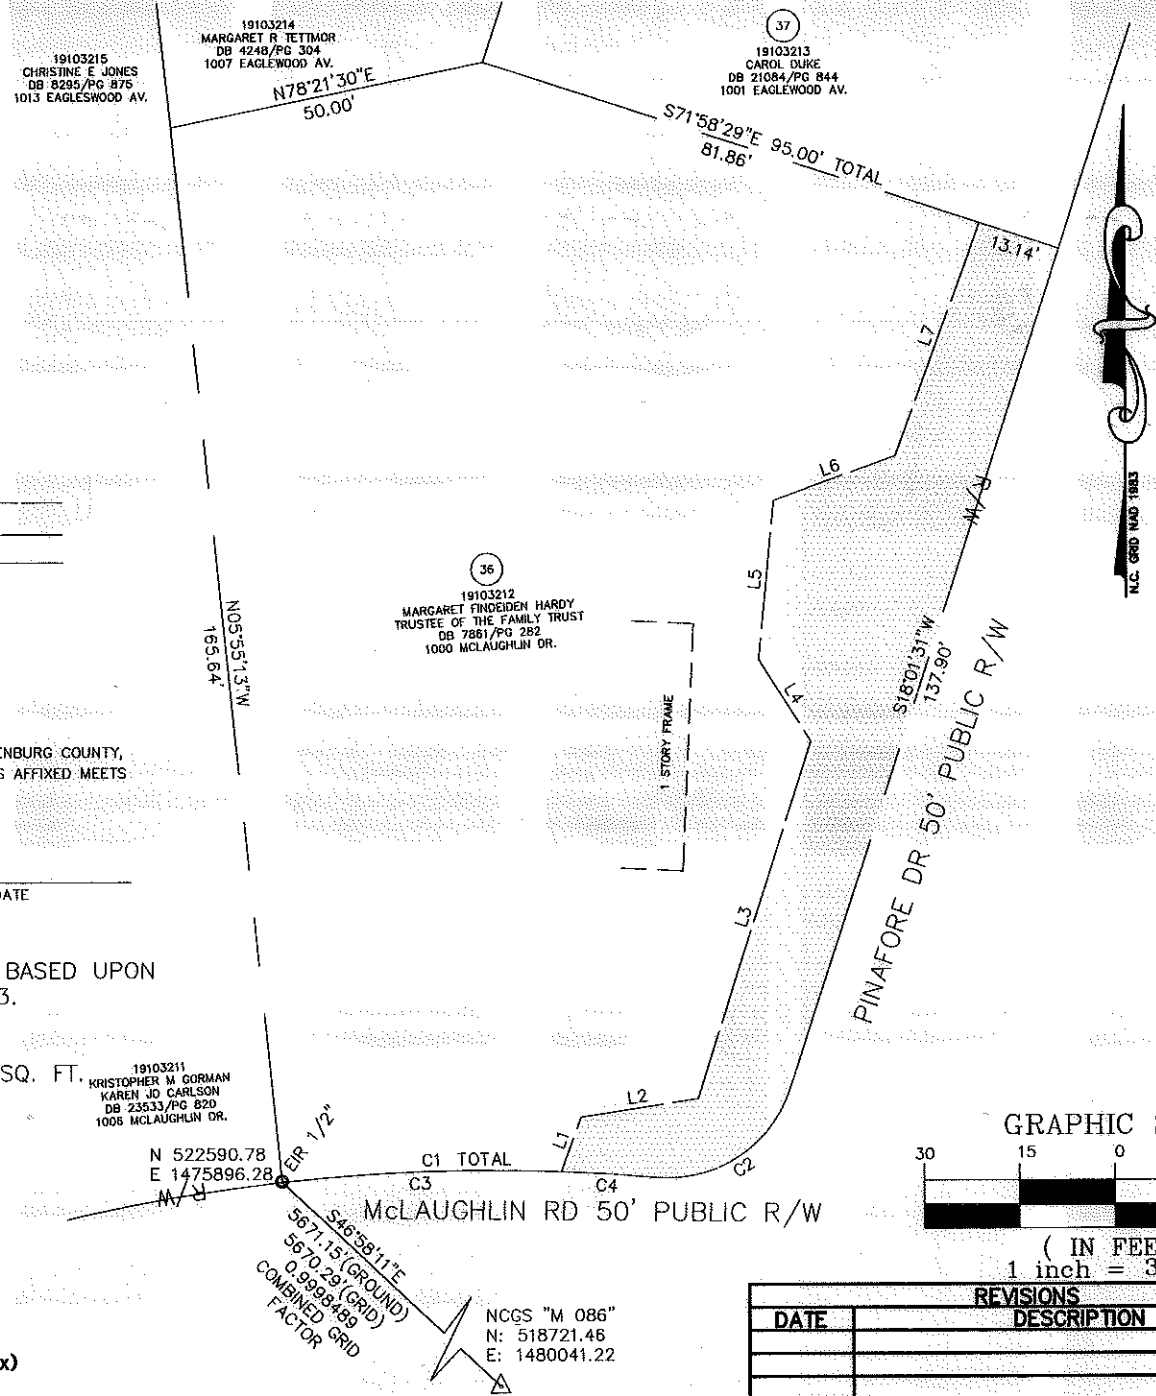 19103214
MARGARET R TETTMOR
DB 4248/PG 304
1007 EAGLEWOOD AV.
37
19103213
CAROL DUKE
DB 21084/PG 844
1001 EAGLEWOOD AV.
19103215
CHRISTINE E JONES
DB 8295/PG 876
1013 EAGLESWOOD AV.
N78°21'30"E
50.00'
S71°58'29"E 95.00' TOTAL
81.86'
13.14'
L7
L6
R/W
N.C. GRID NAD 1983
L5
36
19103212
MARGARET FINDEIDEN HARDY
TRUSTEE OF THE FAMILY TRUST
DB 7861/PG 282
1000 MCLAUGHLIN DR.
N05°55'13"W
165.64'
S18°01'31"W
137.90'
L4
1 STORY FRAME
PINAFORE DR 50' PUBLIC R/W
ENBURG COUNTY,
S AFFIXED MEETS
DATE
L3
BASED UPON
3.
SQ. FT.
19103211
KRISTOPHER M GORMAN
KAREN JO CARLSON
DB 23533/PG 820
1006 MCLAUGHLIN DR.
L2
L1
EIR 1/2"
N 522590.78
E 1475896.28
R/W
C1 TOTAL
C3
C4
C2
McLAUGHLIN RD 50' PUBLIC R/W
S46°58'11"E
5671.15'(GROUND)
5670.29'(GRID)
0.9998489
COMBINED GRID
FACTOR
NCGS "M 086"
N: 518721.46
E: 1480041.22
GRAPHIC
30 15 0
( IN FEE
1 inch = 3
REVISIONS
DATE DESCRIPTION
x)